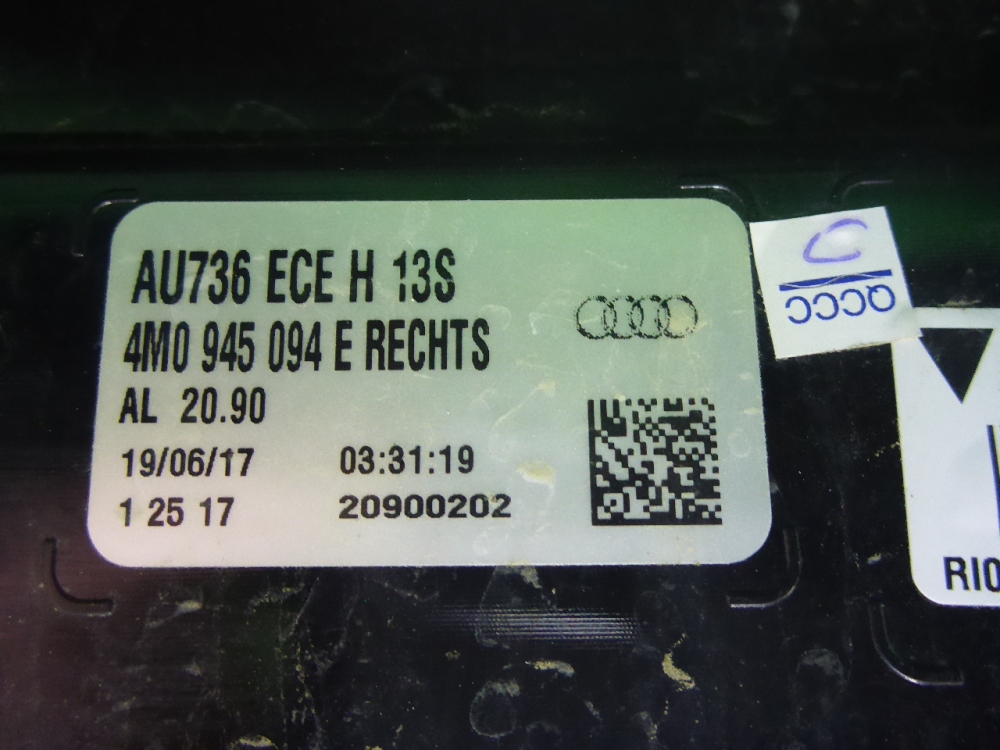 AU736 ECE H 13S
4M0 945 094 E RECHTS
AL 20.90
19/06/17 03:31:19
1 25 17 20900202
QCCC
RIO